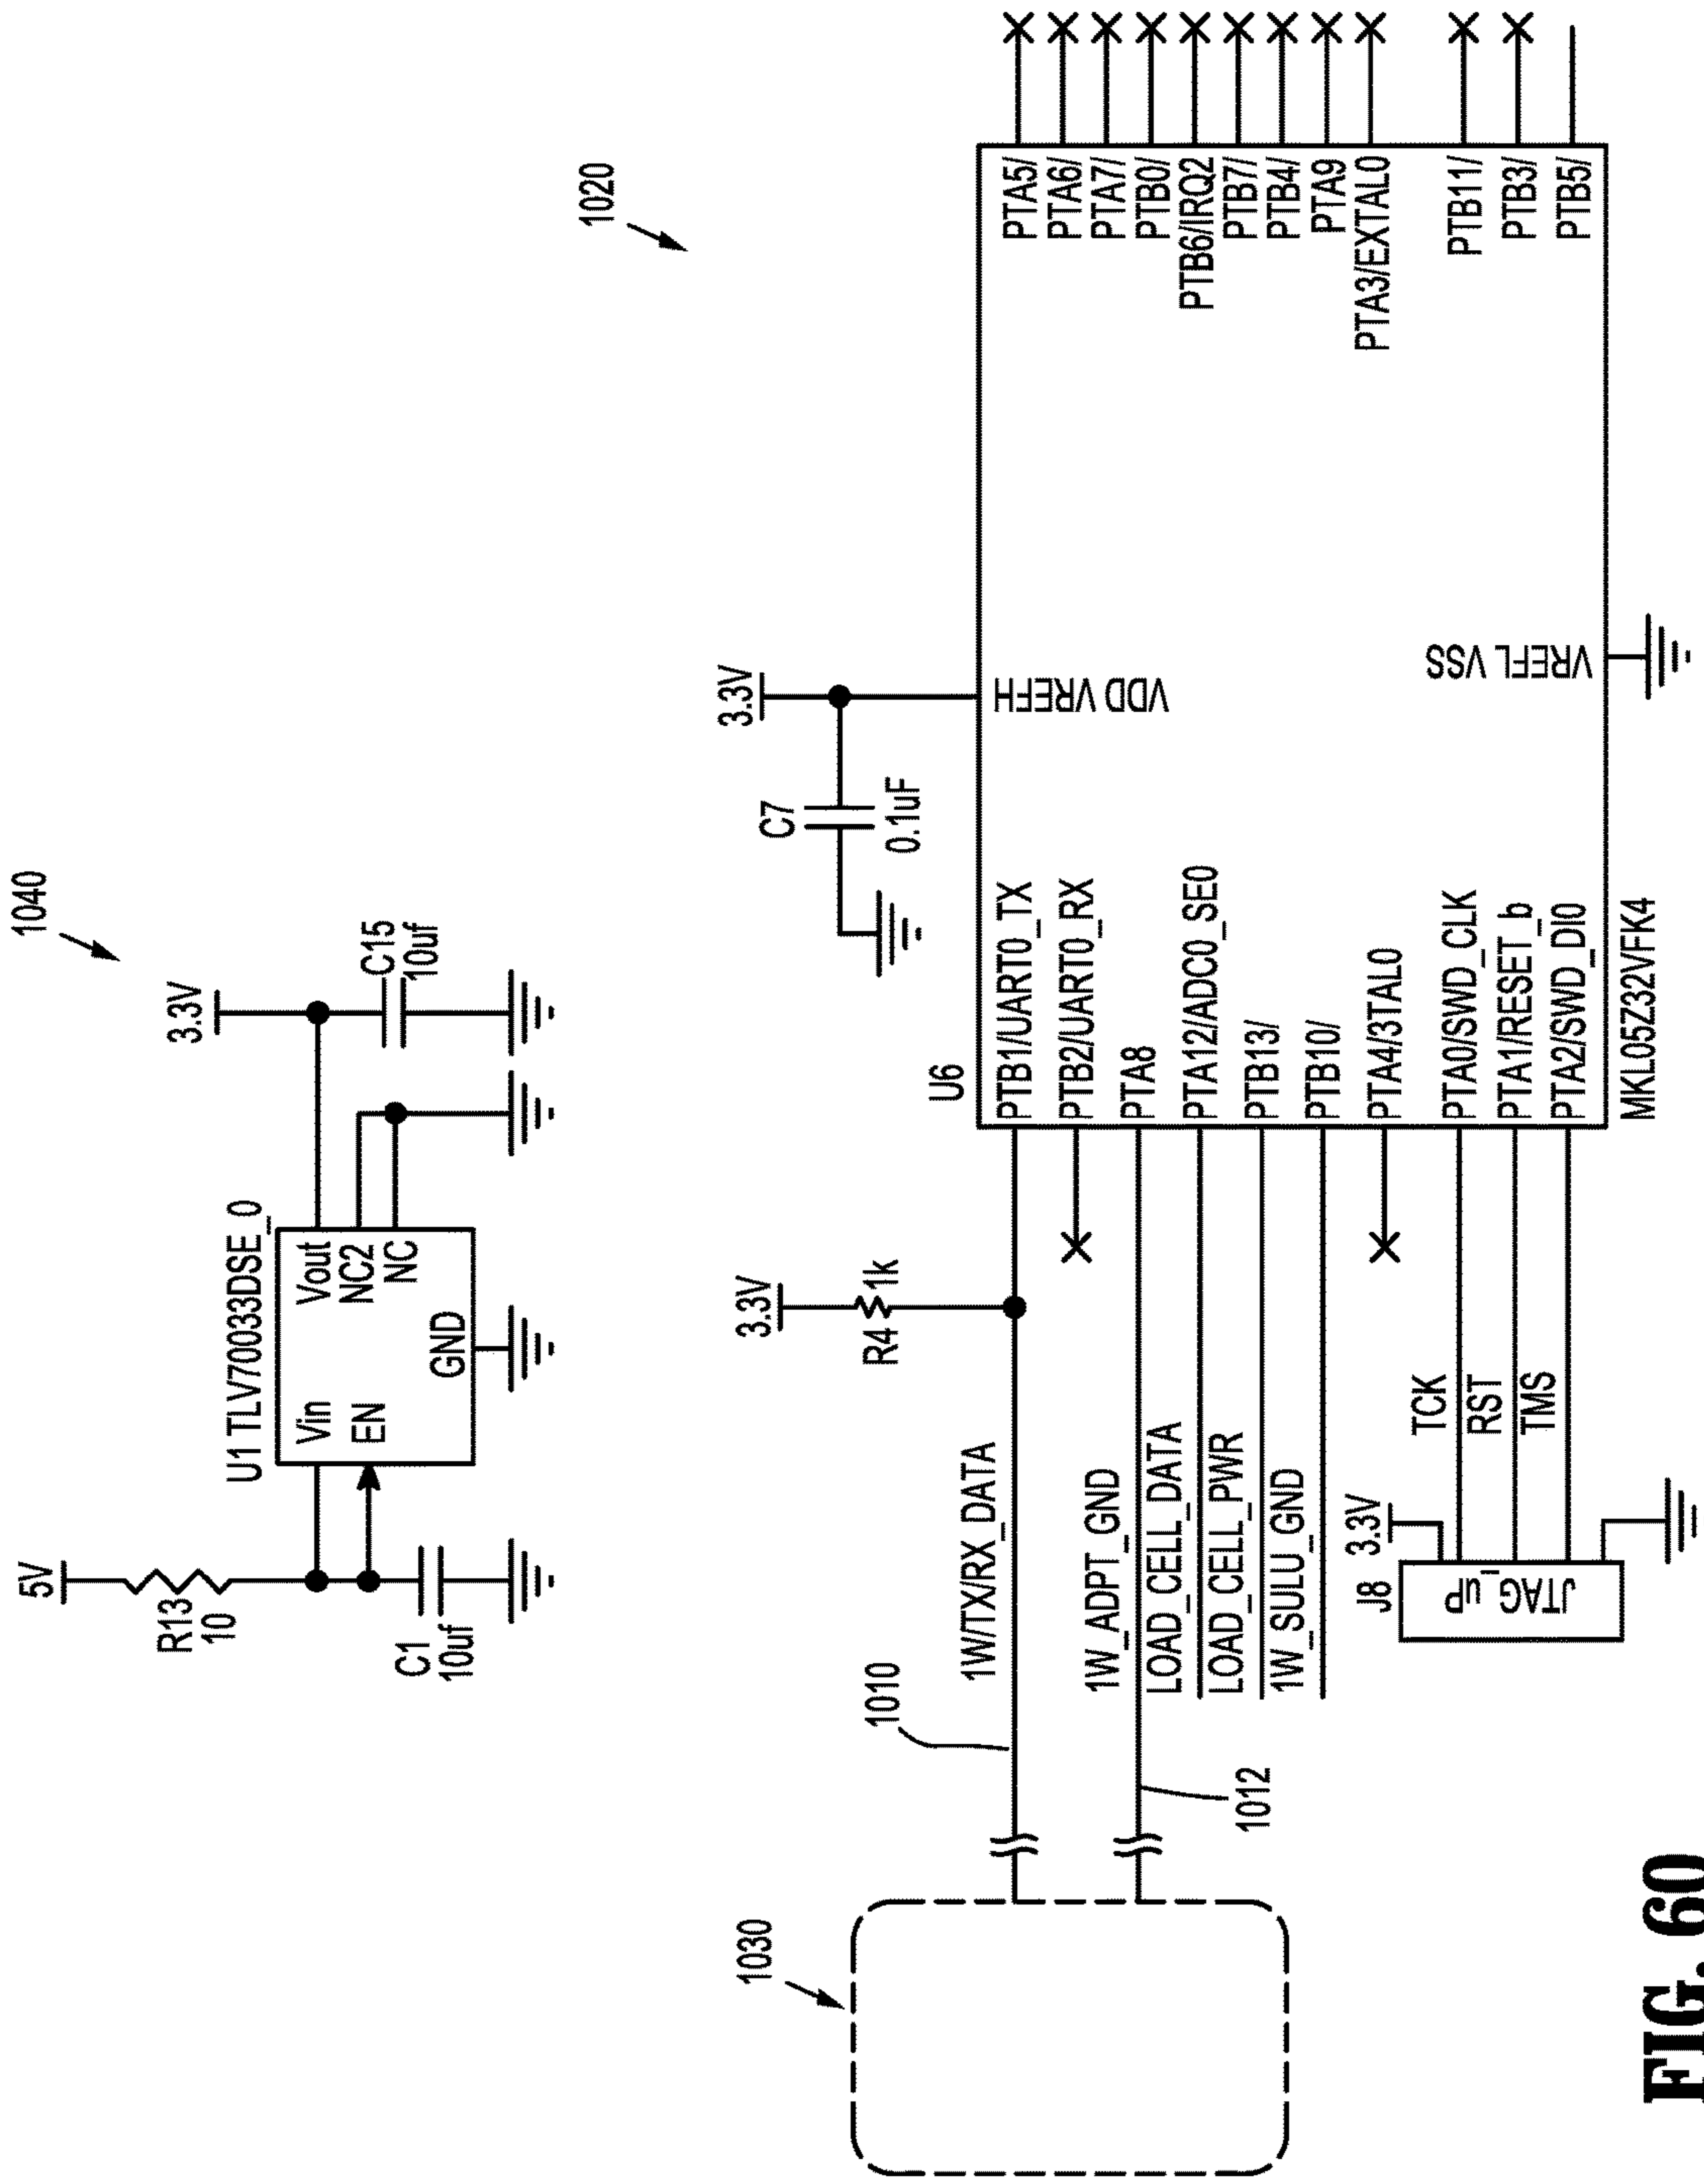 1040
5V
R13
10
C1
10uf
U1 TLV70033DSE_0
Vin
EN
GND
Vout
NC2
NC
3.3V
C15
10uf
1020
1030
1010
1012
1W/TX/RX_DATA
1W_ADPT_GND
LOAD_CELL_DATA
LOAD_CELL_PWR
1W_SULU_GND
3.3V
R4
1k
3.3V
C7
0.1uF
U6
PTB1/UART0_TX
PTB2/UART0_RX
PTA8
PTA12/ADC0_SE0
PTB13/
PTB10/
PTA4/3TAL0
PTA0/SWD_CLK
PTA1/RESET_b
PTA2/SWD_DI0
MKL05Z32VFK4
VDD VREFH
VREFL VSS
PTA5/
PTA6/
PTA7/
PTB0/
PTB6/IRQ2
PTB7/
PTB4/
PTA9
PTA3/EXTAL0
PTB11/
PTB3/
PTB5/
3.3V
J8
JTAG_uP
TCK
RST
TMS
FIG. 60